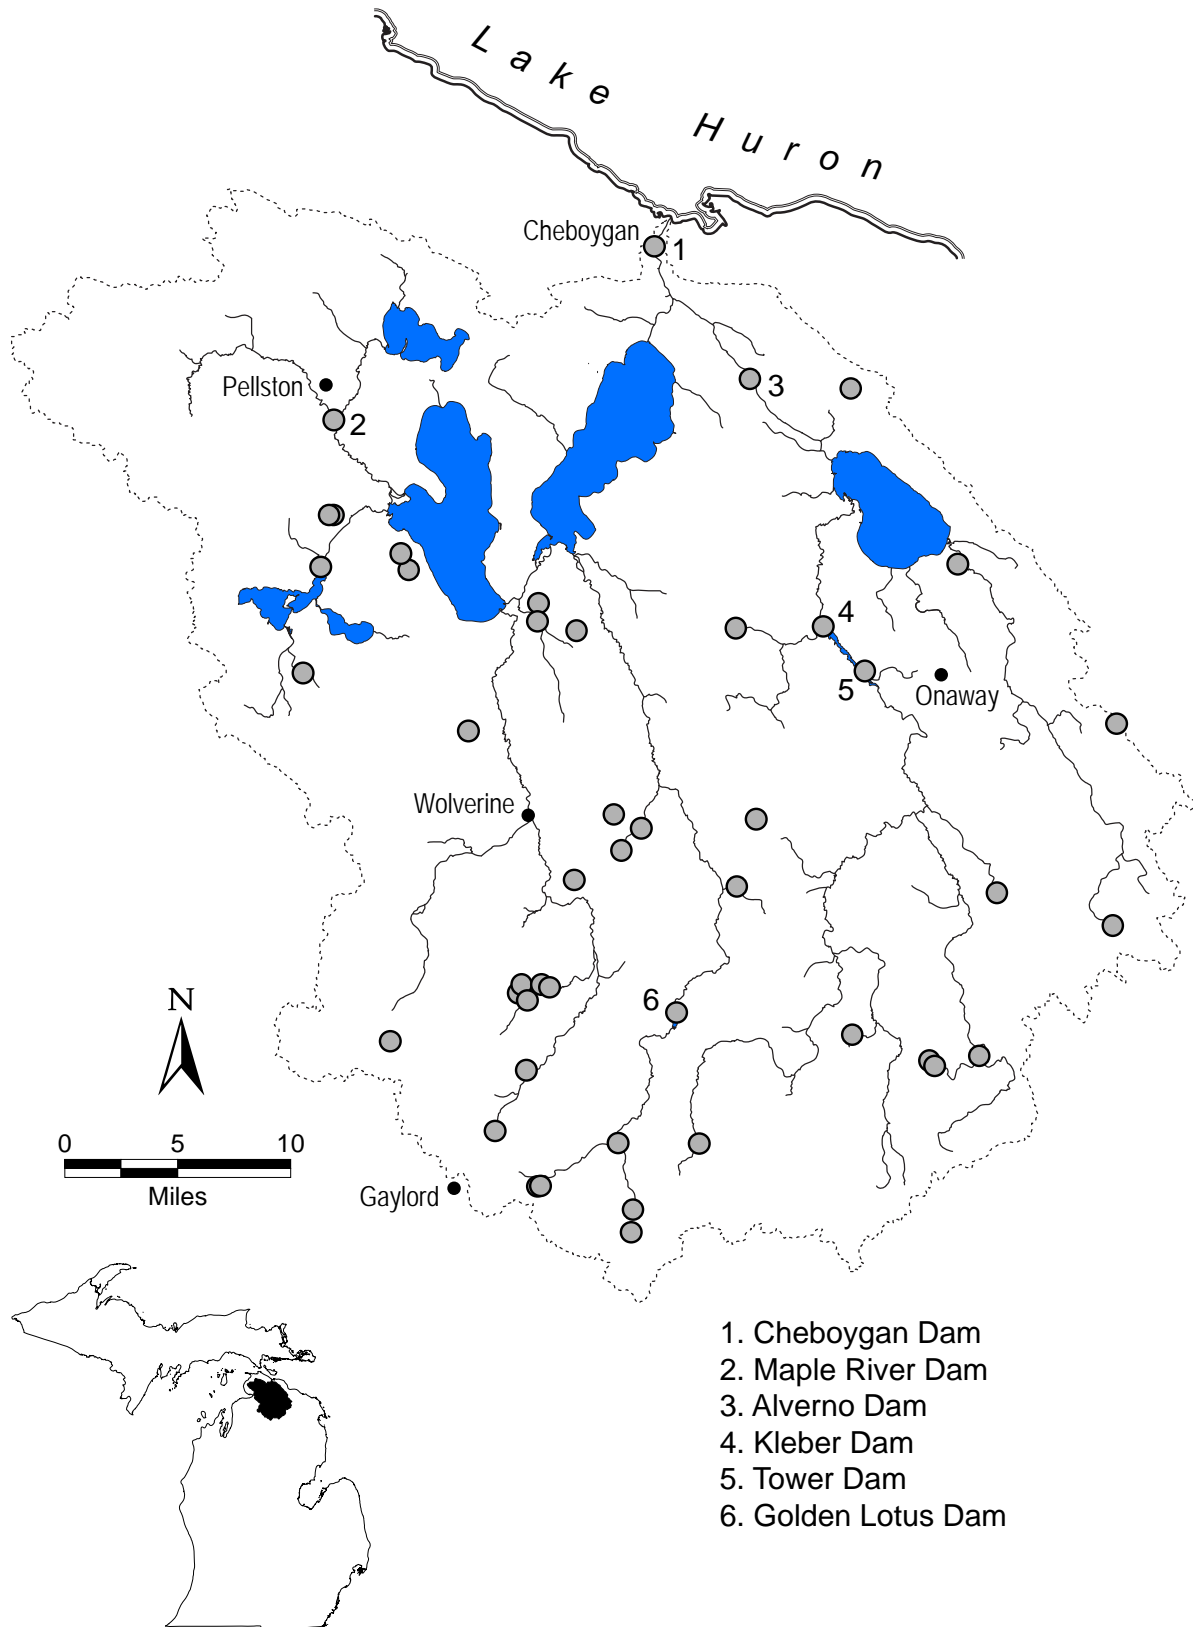 Lake Huron
Cheboygan
1
3
Pellston
2
4
5
Onaway
Wolverine
6
N
0 5 10
Miles
Gaylord
1. Cheboygan Dam
2. Maple River Dam
3. Alverno Dam
4. Kleber Dam
5. Tower Dam
6. Golden Lotus Dam